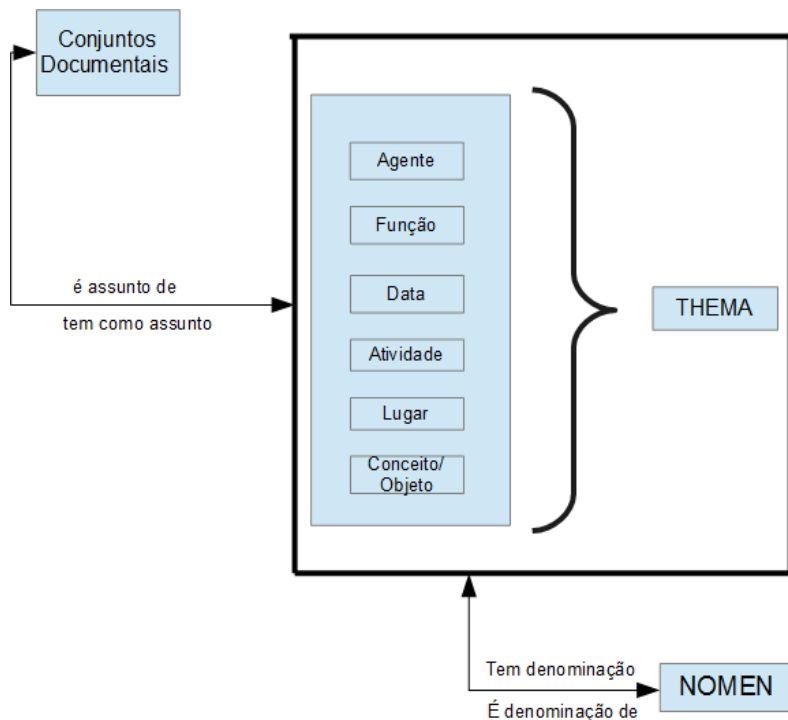 Conjuntos
Documentais
Agente
Função
Data
Atividade
Lugar
Conceito/
Objeto
THEMA
é assunto de
tem como assunto
Tem denominação
É denominação de
NOMEN